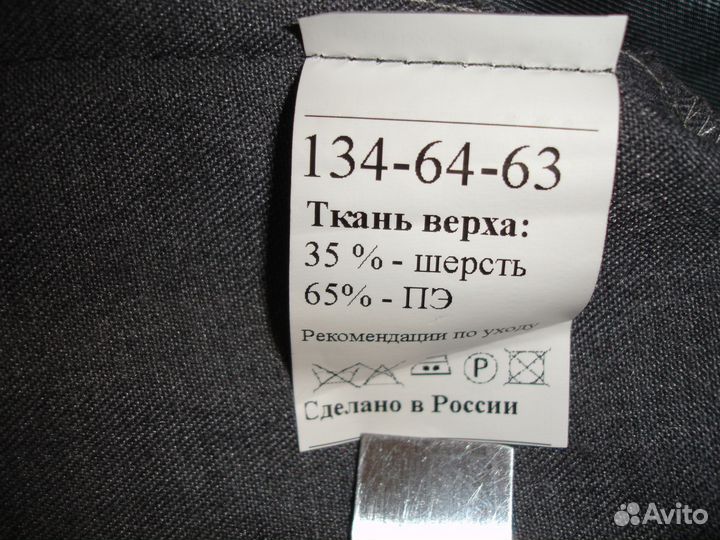 134-64-63
Ткань верха:
35 % - шерсть
65% - ПЭ
Рекомендации по уходу
P
Сделано в России
Avito